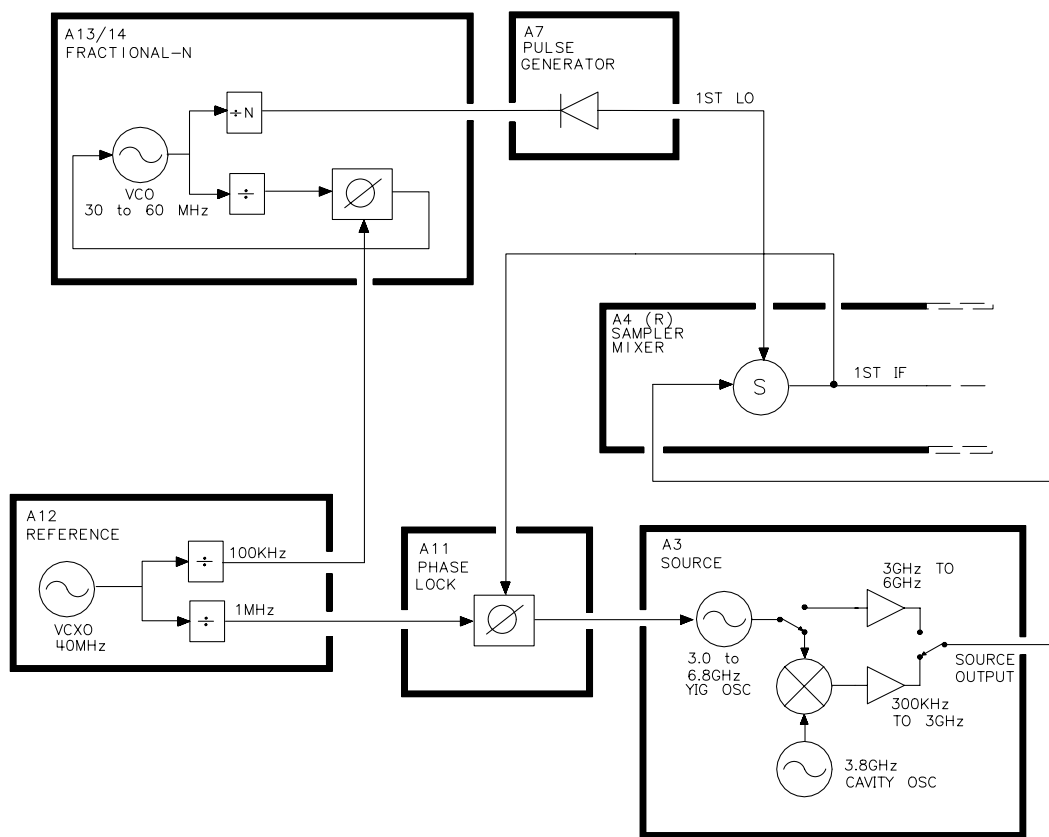 A13/14
FRACTIONAL-N
÷N
VCO
30 to 60 MHz
÷
A7
PULSE
GENERATOR
1ST LO
A4 (R)
SAMPLER
MIXER
S
1ST IF
A12
REFERENCE
÷
100KHz
÷
1MHz
VCXO
40MHz
A11
PHASE
LOCK
A3
SOURCE
3GHz TO
6GHz
3.0 to
6.8GHz
YIG OSC
SOURCE
OUTPUT
300KHz
TO 3GHz
3.8GHz
CAVITY OSC